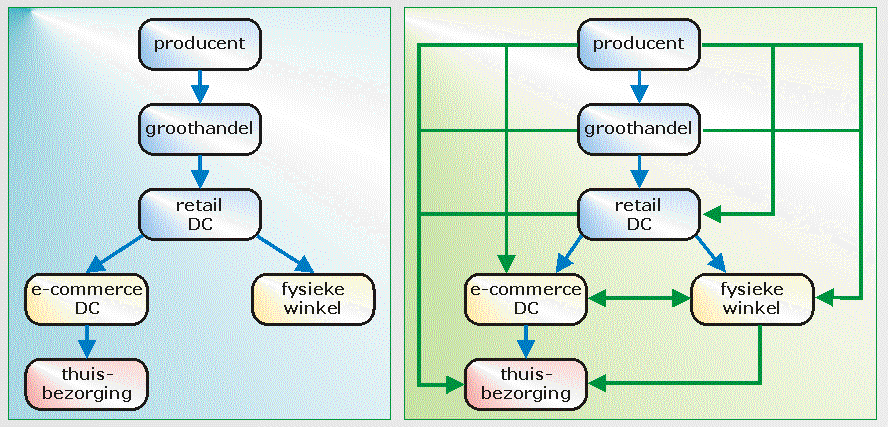 producent
groothandel
retail
DC
e-commerce
DC
fysieke
winkel
thuis-
bezorging
producent
groothandel
retail
DC
e-commerce
DC
fysieke
winkel
thuis-
bezorging